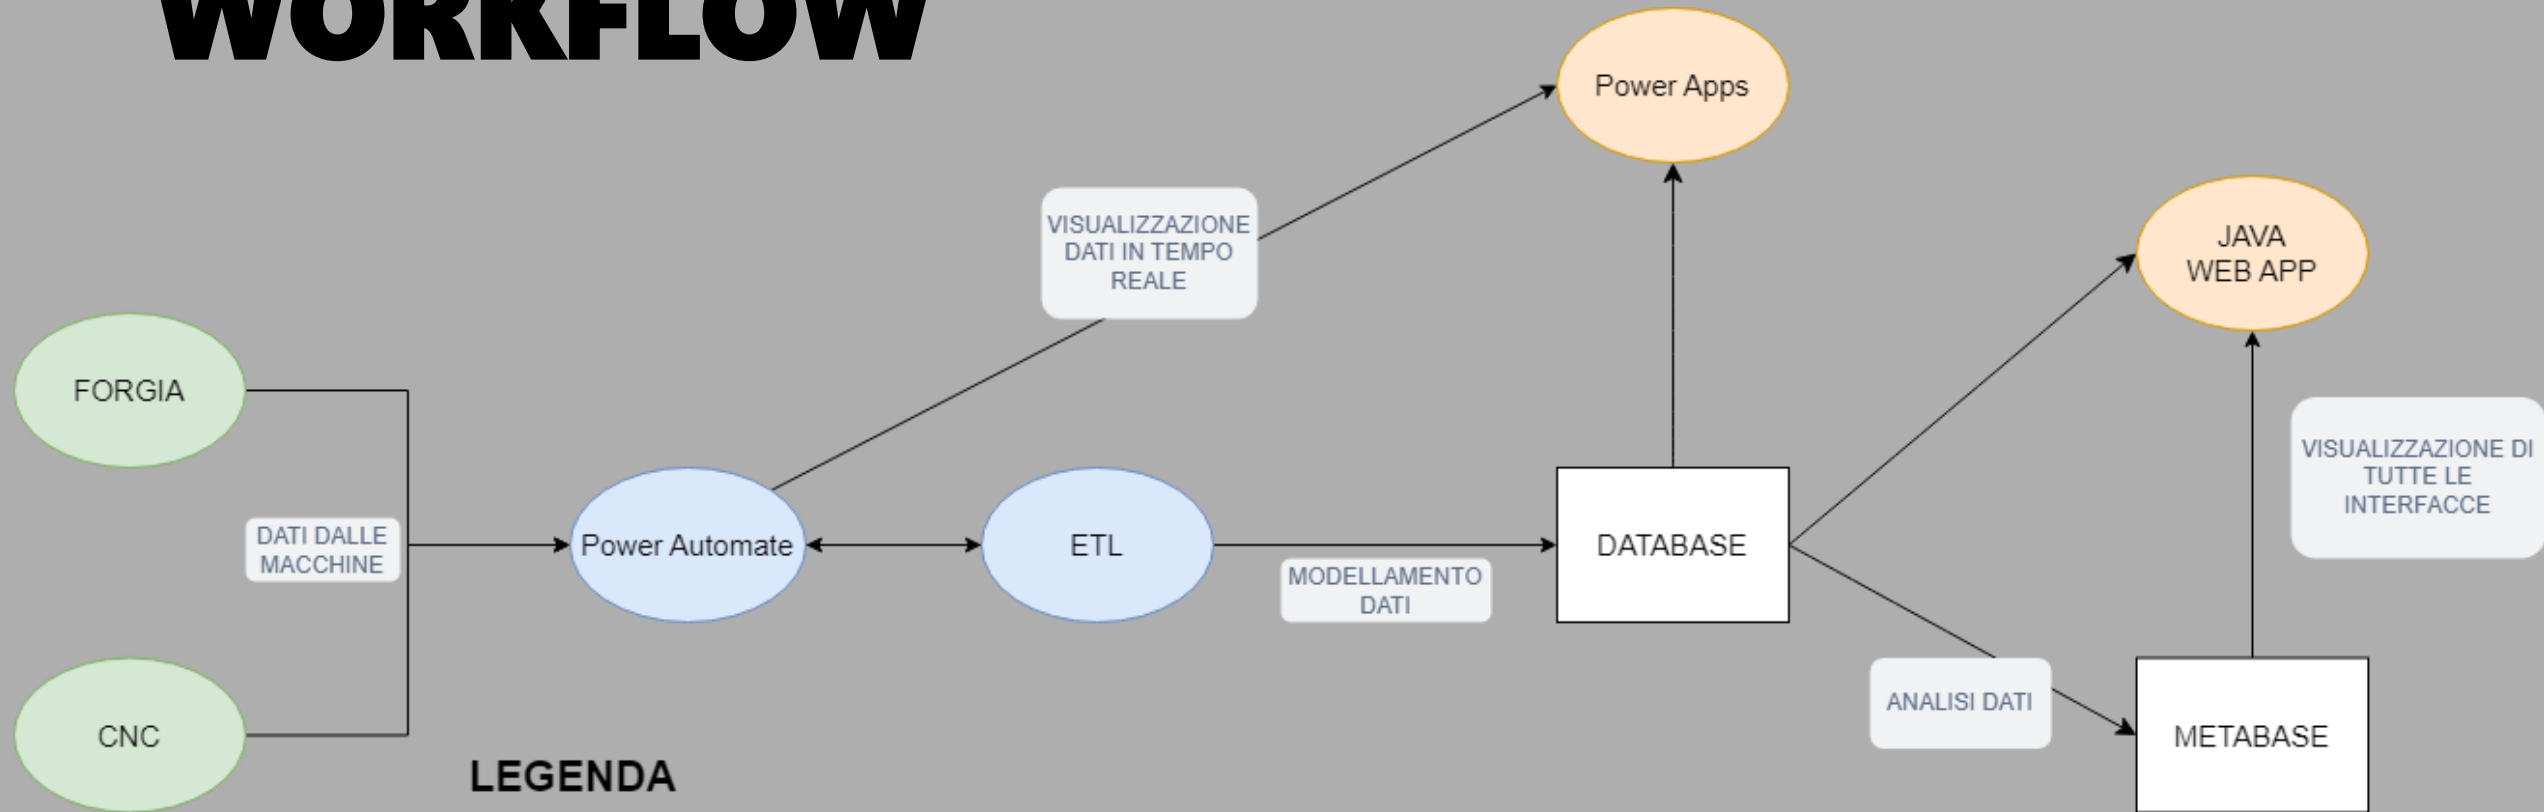 WORKFLOW
Power Apps
VISUALIZZAZIONE
DATI IN TEMPO
REALE
JAVA
WEB APP
FORGIA
VISUALIZZAZIONE DI
TUTTE LE
INTERFACCE
DATI DALLE
MACCHINE
Power Automate
ETL
MODELLAMENTO
DATI
DATABASE
ANALISI DATI
METABASE
CNC
LEGENDA